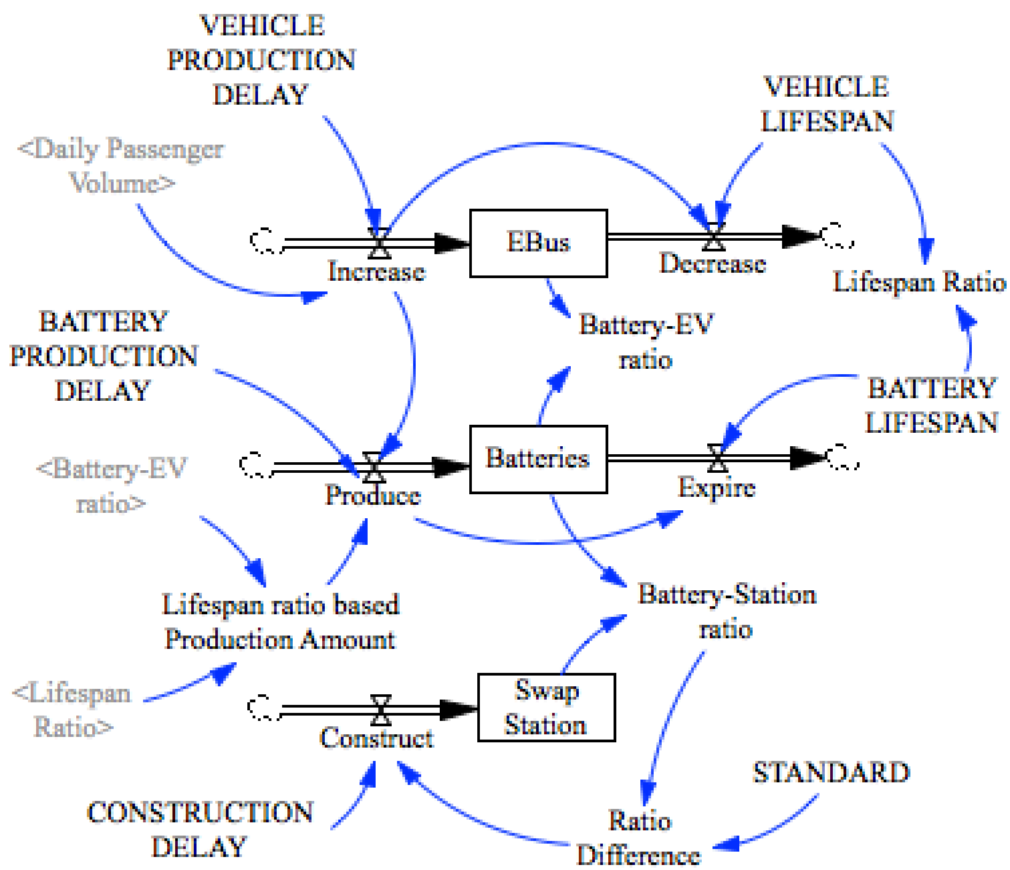 VEHICLE
PRODUCTION
DELAY
VEHICLE
LIFESPAN
<Daily Passenger
Volume>
EBus
Increase
Decrease
Lifespan Ratio
BATTERY
PRODUCTION
DELAY
Battery-EV
ratio
BATTERY
LIFESPAN
<Battery-EV
ratio>
Batteries
Produce
Expire
Lifespan ratio based
Production Amount
Battery-Station
ratio
<Lifespan
Ratio>
Swap
Station
Construct
STANDARD
CONSTRUCTION
DELAY
Ratio
Difference